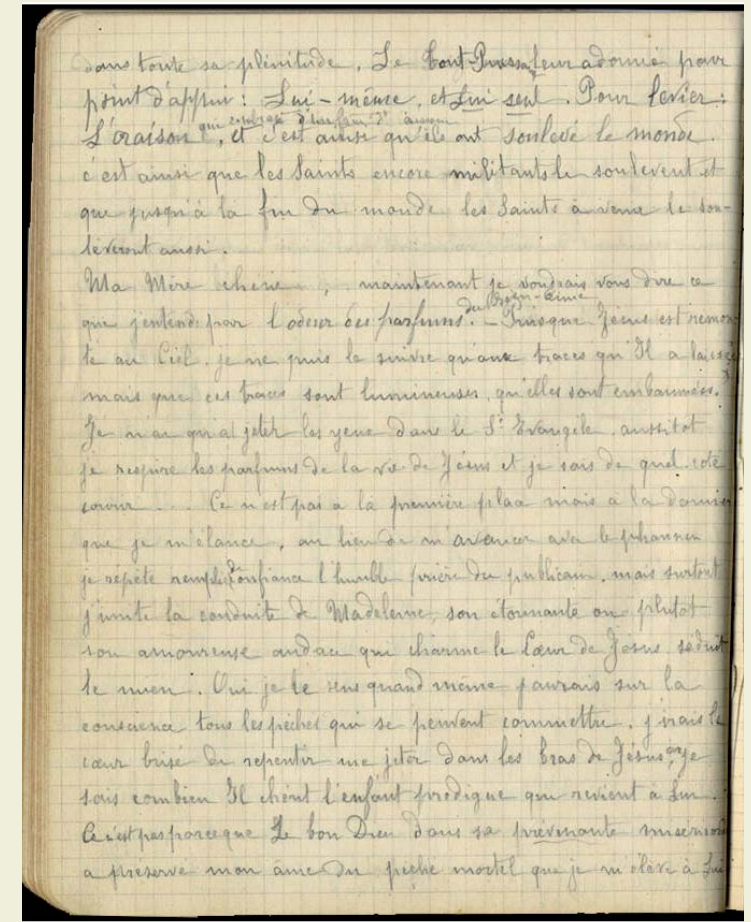 dans toute sa plénitude. Le Tout-Puissant leur a donné pour
point d'appui : Lui-même, et Lui seul. Pour levier :
L'oraison, qui embrase d'un feu d'amour, et c'est ainsi qu'ils ont soulevé le monde.
c'est ainsi que les Saints encore militants le soulèvent et
que jusqu'à la fin du monde les Saints à venir le sou-
lèveront aussi.
Ma Mère chérie, maintenant je voudrais vous dire ce
que j'entends par l'odeur des parfums du Bien-Aimé. - Puisque Jésus est remon-
té au Ciel, je ne puis le suivre qu'aux traces qu'Il a laissées
mais que ces traces sont lumineuses, qu'elles sont embaumées.
Je n'ai qu'à jeter les yeux dans le St Evangile, aussitôt
je respire les parfums de la vie de Jésus et je sais de quel côté
courir... Ce n'est pas à la première place mais à la dernière
que je m'élance, au lieu de m'avancer avec le pharisien
je répète remplie de confiance l'humble prière du publicain, mais surtout
j'imite la conduite de Madeleine, son étonnante ou plutôt
son amoureuse audace qui charme le Cœur de Jésus séduit
le mien. Oui je le sens quand même j'aurais sur la
conscience tous les péchés qui se peuvent commettre, j'irais le
cœur brisé de repentir me jeter dans les bras de Jésus, car je
sais combien Il chérit l'enfant prodigue qui revient à Lui.
Ce n'est pas parce que Le bon Dieu dans sa prévenante miséricorde
a préservé mon âme du péché mortel que je m'élève à Lui